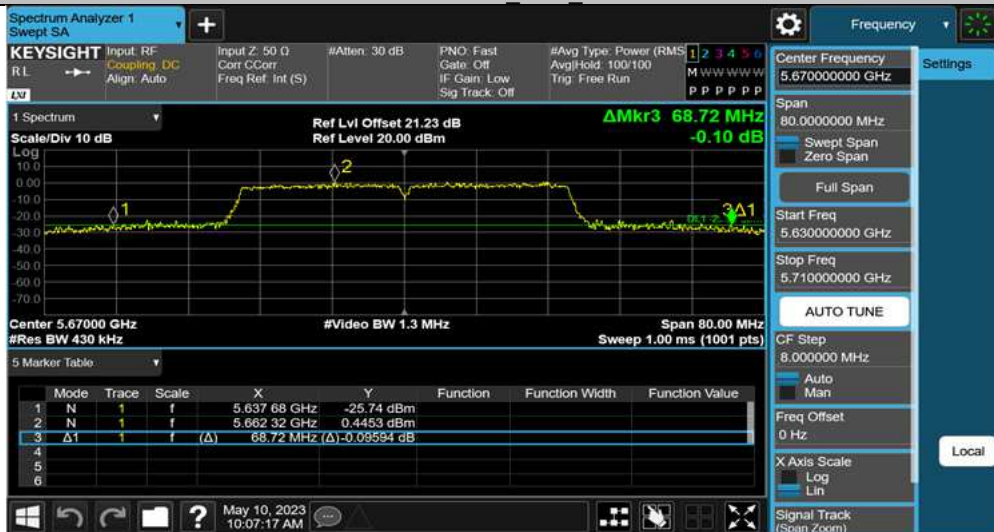 Spectrum Analyzer 1
Swept SA
Frequency
KEYSIGHT
RL
LXI
Input: RF
Coupling: DC
Align: Auto
Input Z: 50 Ω
Corr CCorr
Freq Ref: Int (S)
#Atten: 30 dB
PNO: Fast
Gate: Off
IF Gain: Low
Sig Track: Off
#Avg Type: Power (RMS
Avg|Hold: 100/100
Trig: Free Run
1 2 3 4 5 6
M W W W W W
P P P P P P
Center Frequency
5.670000000 GHz
Settings
Span
80.0000000 MHz
Swept Span
Zero Span
Full Span
Start Freq
5.630000000 GHz
Stop Freq
5.710000000 GHz
AUTO TUNE
CF Step
8.000000 MHz
Auto
Man
Freq Offset
0 Hz
X Axis Scale
Log
Lin
Signal Track
(Span Zoom)
Local
1 Spectrum
Scale/Div 10 dB
Ref Lvl Offset 21.23 dB
Ref Level 20.00 dBm
ΔMkr3 68.72 MHz
-0.10 dB
Log
10.0
0.00
-10.0
-20.0
-30.0
-40.0
-50.0
-60.0
-70.0
1
2
3Δ1
Center 5.67000 GHz
#Res BW 430 kHz
#Video BW 1.3 MHz
Span 80.00 MHz
Sweep 1.00 ms (1001 pts)
5 Marker Table
Mode Trace Scale X Y Function Function Width Function Value
1 N 1 f 5.637 68 GHz -25.74 dBm
2 N 1 f 5.662 32 GHz 0.4453 dBm
3 Δ1 1 f (Δ) 68.72 MHz (Δ) -0.09594 dB
4
5
6
May 10, 2023
10:07:17 AM